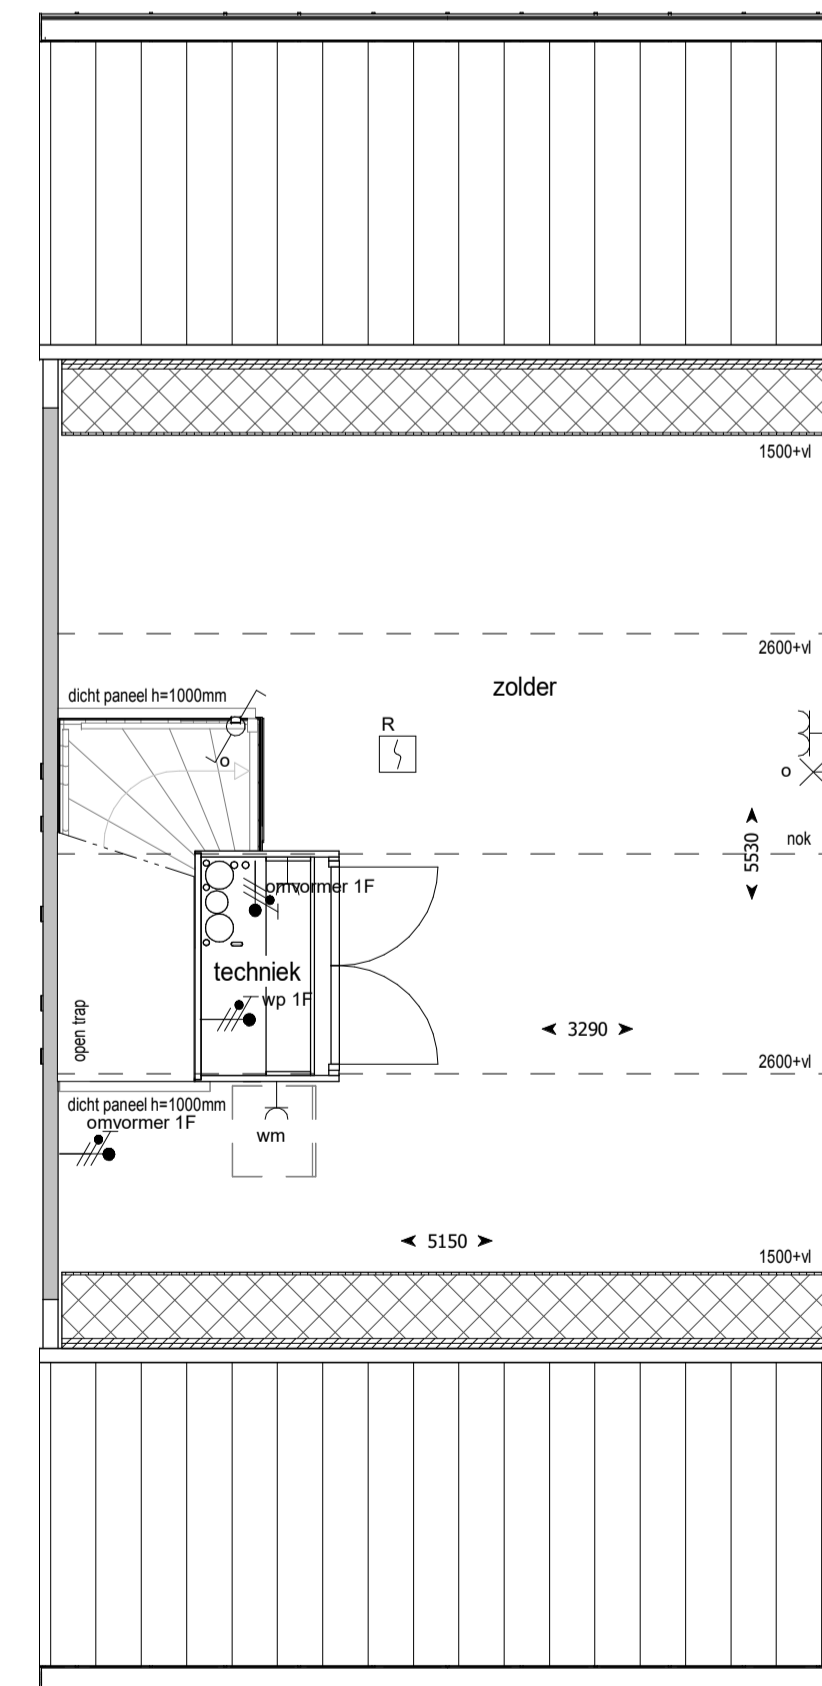 1500+vl
2600+vl
zolder
dicht paneel h=1000mm
R
o
o
nok
5530
omvormer 1F
techniek
wp 1F
open trap
3290
2600+vl
dicht paneel h=1000mm
omvormer 1F
wm
5150
1500+vl